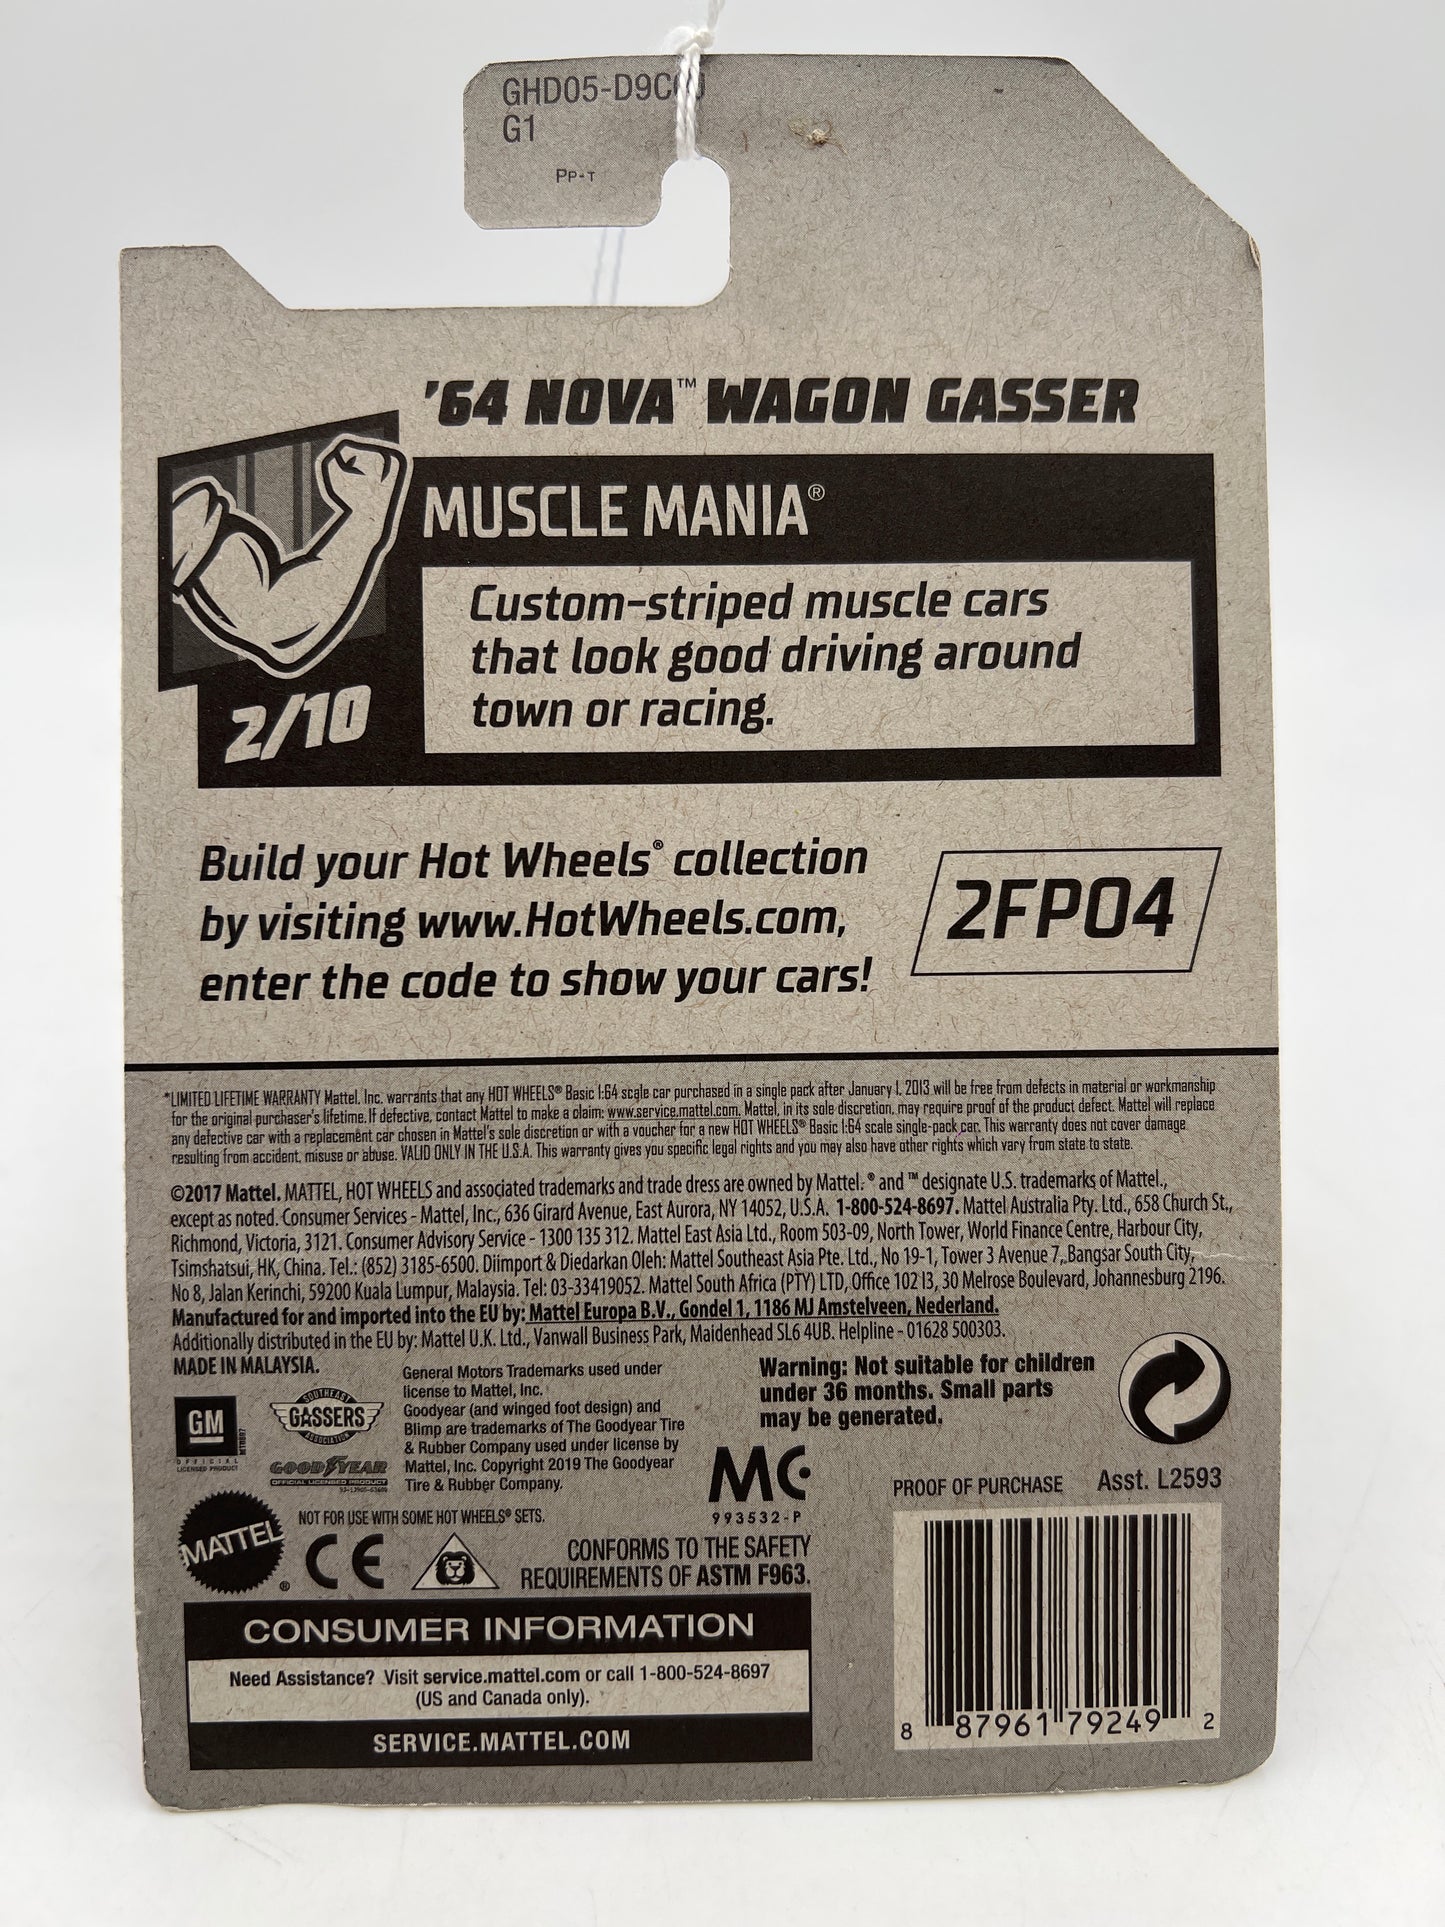 GHD05-D9C
G1
PP-T
'64 NOVA™ WAGON GASSER
MUSCLE MANIA®
Custom-striped muscle cars
that look good driving around
town or racing.
2/10
Build your Hot Wheels® collection
by visiting www.HotWheels.com,
enter the code to show your cars!
2FP04
*LIMITED LIFETIME WARRANTY Mattel, Inc. warrants that any HOT WHEELS® Basic 1:64 scale car purchased in a single pack after January 1, 2013 will be free from defects in material or workmanship
for the original purchaser's lifetime. If defective, contact Mattel to make a claim: www.service.mattel.com. Mattel, in its sole discretion, may require proof of the product defect. Mattel will replace
any defective car with a replacement car chosen in Mattel's sole discretion or with a voucher for a new HOT WHEELS® Basic 1:64 scale single-pack car. This warranty does not cover damage
resulting from accident, misuse or abuse. VALID ONLY IN THE U.S.A. This warranty gives you specific legal rights and you may also have other rights which vary from state to state.
©2017 Mattel. MATTEL, HOT WHEELS and associated trademarks and trade dress are owned by Mattel. ® and ™ designate U.S. trademarks of Mattel.,
except as noted. Consumer Services - Mattel, Inc., 636 Girard Avenue, East Aurora, NY 14052, U.S.A. 1-800-524-8697. Mattel Australia Pty. Ltd., 658 Church St.,
Richmond, Victoria, 3121. Consumer Advisory Service - 1300 135 312. Mattel East Asia Ltd., Room 503-09, North Tower, World Finance Centre, Harbour City,
Tsimshatsui, HK, China. Tel.: (852) 3185-6500. Diimport & Diedarkan Oleh: Mattel Southeast Asia Pte. Ltd., No 19-1, Tower 3 Avenue 7, Bangsar South City,
No 8, Jalan Kerinchi, 59200 Kuala Lumpur, Malaysia. Tel: 03-33419052. Mattel South Africa (PTY) LTD, Office 102 I3, 30 Melrose Boulevard, Johannesburg 2196.
Manufactured for and imported into the EU by: Mattel Europa B.V., Gondel 1, 1186 MJ Amstelveen, Nederland.
Additionally distributed in the EU by: Mattel U.K. Ltd., Vanwall Business Park, Maidenhead SL6 4UB. Helpline - 01628 500303.
MADE IN MALAYSIA.
GM
OFFICIAL
LICENSED PRODUCT
SOUTHEAST
GASSERS
ASSOCIATION
GOODYEAR
OFFICIAL LICENSED PRODUCT
General Motors Trademarks used under
license to Mattel, Inc.
Goodyear (and winged foot design) and
Blimp are trademarks of The Goodyear Tire
& Rubber Company used under license by
Mattel, Inc. Copyright 2019 The Goodyear
Tire & Rubber Company.
Warning: Not suitable for children
under 36 months. Small parts
may be generated.
MC
993532-P
PROOF OF PURCHASE Asst. L2593
MATTEL®
NOT FOR USE WITH SOME HOT WHEELS® SETS.
CE
CONFORMS TO THE SAFETY
REQUIREMENTS OF ASTM F963.
CONSUMER INFORMATION
Need Assistance? Visit service.mattel.com or call 1-800-524-8697
(US and Canada only).
SERVICE.MATTEL.COM
8 87961 79249 2